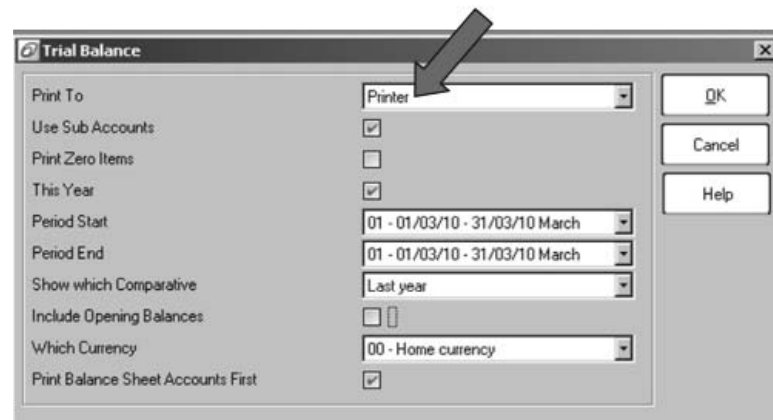 Trial Balance
Print To Printer OK
Use Sub Accounts
Cancel
Print Zero Items
This Year
Help
Period Start 01 - 01/03/10 - 31/03/10 March
Period End 01 - 01/03/10 - 31/03/10 March
Show which Comparative Last year
Include Opening Balances
Which Currency 00 - Home currency
Print Balance Sheet Accounts First